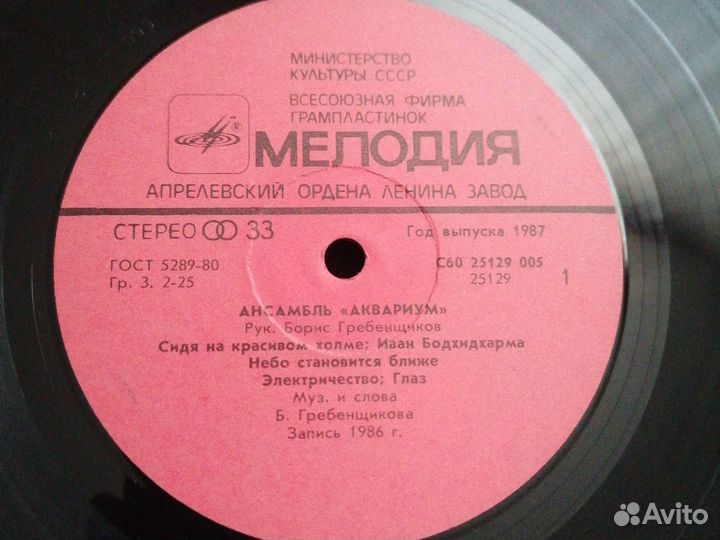 МИНИСТЕРСТВО
КУЛЬТУРЫ СССР
ВСЕСОЮЗНАЯ ФИРМА
ГРАМПЛАСТИНОК
®
МЕЛОДИЯ
АПРЕЛЕВСКИЙ ОРДЕНА ЛЕНИНА ЗАВОД
СТЕРЕО 33
Год выпуска 1987
ГОСТ 5289-80
Гр. 3. 2-25
С60 25129 005
25129
1
АНСАМБЛЬ «АКВАРИУМ»
Рук. Борис Гребенщиков
Сидя на красивом холме; Иван Бодхидхарма
Небо становится ближе
Электричество; Глаз
Муз. и слова
Б. Гребенщикова
Запись 1986 г.
Avito